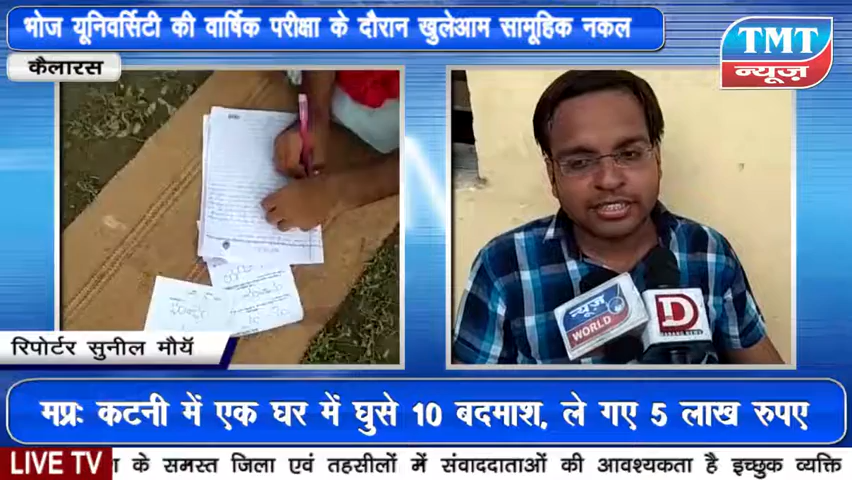 भोज यूनिवर्सिटी की वार्षिक परीक्षा के दौरान खुलेआम सामूहिक नकल
TMT
न्यूज़
कैलारस
न्यूज़
WORLD
D
रिपोर्टर सुनील मौर्य
मप्रः कटनी में एक घर में घुसे 10 बदमाश, ले गए 5 लाख रुपए
LIVE TV के समस्त जिला एवं तहसीलों में संवाददाताओं की आवश्यकता है इच्छुक व्यक्ति